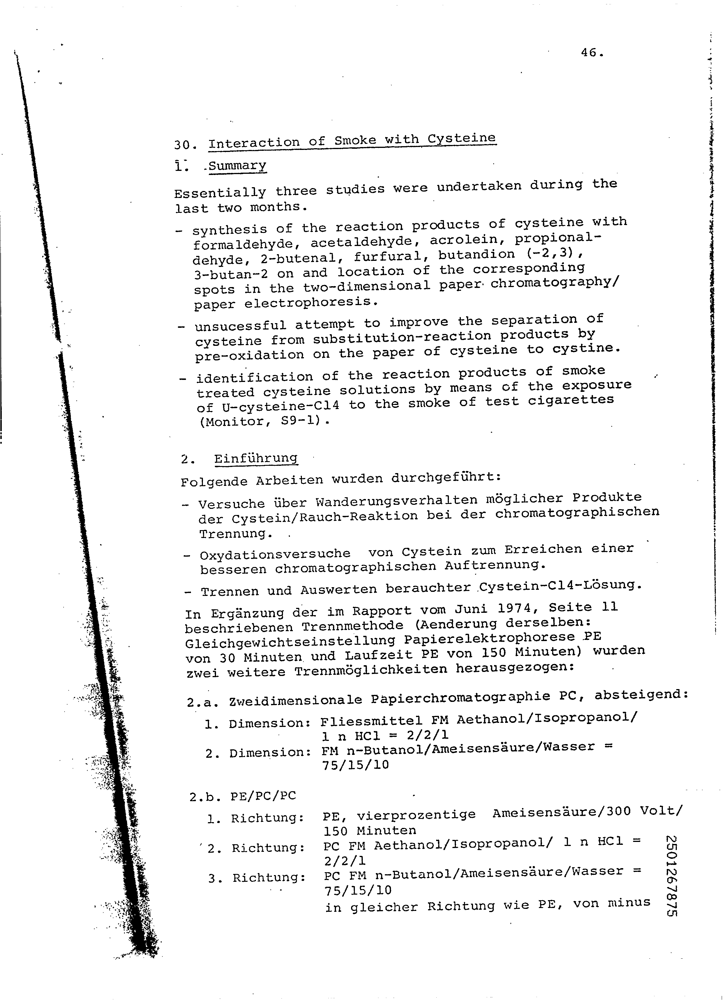 46.
30. Interaction of Smoke with Cysteine
1. Summary
Essentially three studies were undertaken during the
last two months.
- synthesis of the reaction products of cysteine with
formaldehyde, acetaldehyde, acrolein, propional-
dehyde, 2-butenal, furfural, butandion (-2,3),
3-butan-2 on and location of the corresponding
spots in the two-dimensional paper chromatography/
paper electrophoresis.
- unsucessful attempt to improve the separation of
cysteine from substitution-reaction products by
pre-oxidation on the paper of cysteine to cystine.
- identification of the reaction products of smoke
treated cysteine solutions by means of the exposure
of U-cysteine-C14 to the smoke of test cigarettes
(Monitor, S9-1).
2. Einführung
Folgende Arbeiten wurden durchgeführt:
- Versuche über Wanderungsverhalten möglicher Produkte
der Cystein/Rauch-Reaktion bei der chromatographischen
Trennung.
- Oxydationsversuche von Cystein zum Erreichen einer
besseren chromatographischen Auftrennung.
- Trennen und Auswerten berauchter Cystein-C14-Lösung.
In Ergänzung der im Rapport vom Juni 1974, Seite 11
beschriebenen Trennmethode (Aenderung derselben:
Gleichgewichtseinstellung Papierelektrophorese PE
von 30 Minuten und Laufzeit PE von 150 Minuten) wurden
zwei weitere Trennmöglichkeiten herausgezogen:
2.a. Zweidimensionale Papierchromatographie PC, absteigend:
1. Dimension: Fliessmittel FM Aethanol/Isopropanol/
1 n HCl = 2/2/1
2. Dimension: FM n-Butanol/Ameisensäure/Wasser =
75/15/10
2.b. PE/PC/PC
1. Richtung: PE, vierprozentige Ameisensäure/300 Volt/
150 Minuten
2. Richtung: PC FM Aethanol/Isopropanol/ 1 n HCl =
2/2/1
3. Richtung: PC FM n-Butanol/Ameisensäure/Wasser =
75/15/10
in gleicher Richtung wie PE, von minus
2501267875